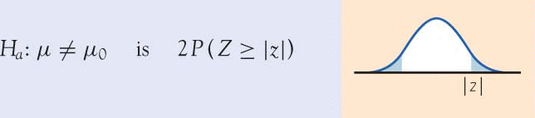 Hₐ: μ ≠ μ₀ is 2P(Z ≥ |z|)
|z|